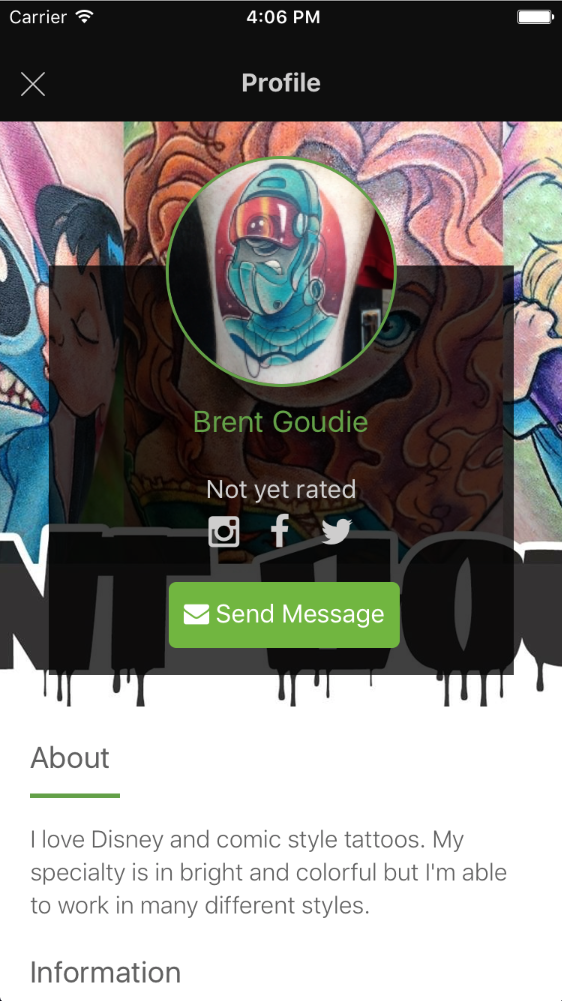 Carrier 4:06 PM
Profile
Brent Goudie
Not yet rated
Send Message
About
I love Disney and comic style tattoos. My
specialty is in bright and colorful but I'm able
to work in many different styles.
Information